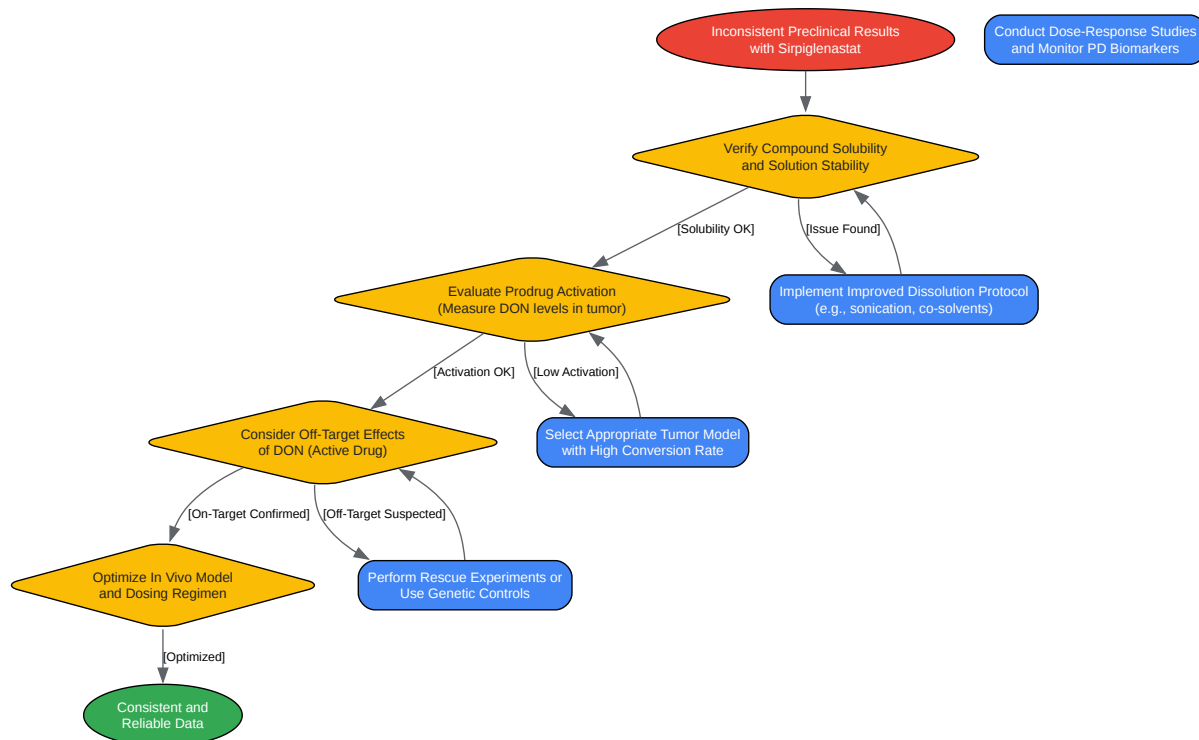 Inconsistent Preclinical Results
with Sirpiglenastat
Conduct Dose-Response Studies
and Monitor PD Biomarkers
Verify Compound Solubility
and Solution Stability
[Solubility OK]
[Issue Found]
Evaluate Prodrug Activation
(Measure DON levels in tumor)
Implement Improved Dissolution Protocol
(e.g., sonication, co-solvents)
[Activation OK]
[Low Activation]
Consider Off-Target Effects
of DON (Active Drug)
Select Appropriate Tumor Model
with High Conversion Rate
[On-Target Confirmed]
[Off-Target Suspected]
Optimize In Vivo Model
and Dosing Regimen
Perform Rescue Experiments or
Use Genetic Controls
[Optimized]
Consistent and
Reliable Data